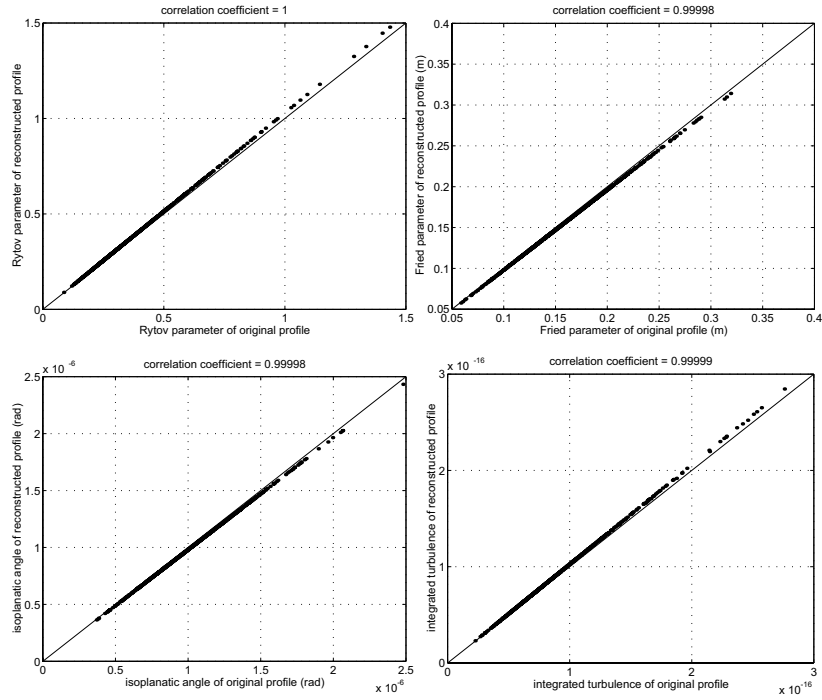 correlation coefficient = 1
1.5
1
0.5
0
0
0.5
1
1.5
Rytov parameter of reconstructed profile
Rytov parameter of original profile
correlation coefficient = 0.99998
0.4
0.35
0.3
0.25
0.2
0.15
0.1
0.05
0.05
0.1
0.15
0.2
0.25
0.3
0.35
0.4
Fried parameter of reconstructed profile (m)
Fried parameter of original profile (m)
x 10 -6
correlation coefficient = 0.99998
2.5
2
1.5
1
0.5
0
0
0.5
1
1.5
2
2.5
x 10 -6
isoplanatic angle of reconstructed profile (rad)
isoplanatic angle of original profile (rad)
x 10 -16
correlation coefficient = 0.99999
3
2
1
0
0
1
2
3
x 10 -16
integrated turbulence of reconstructed profile
integrated turbulence of original profile